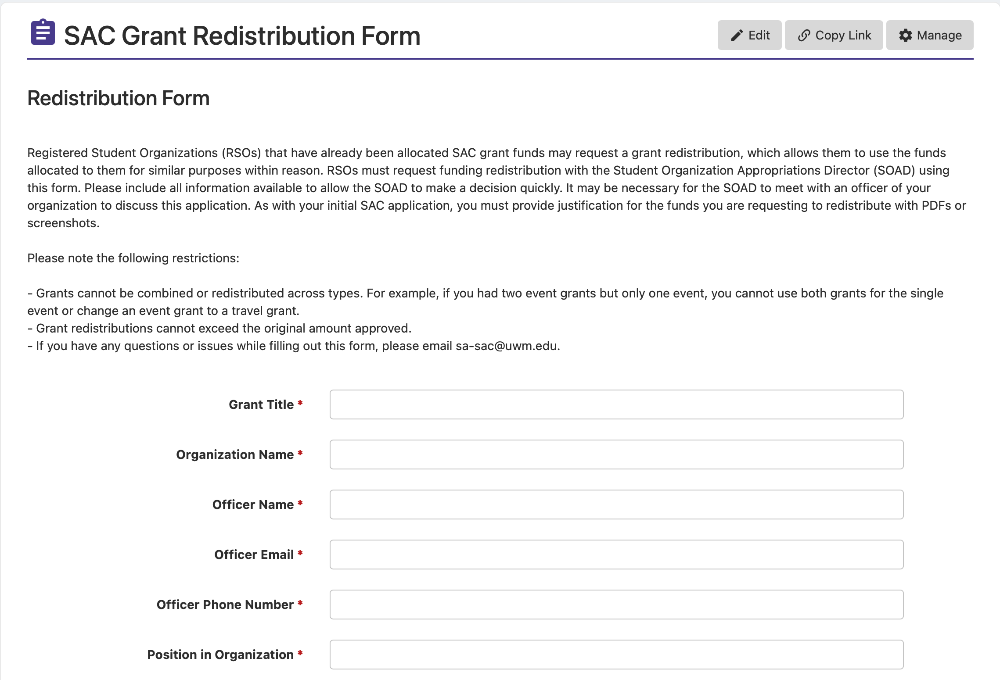 SAC Grant Redistribution Form
Edit
Copy Link
Manage
Redistribution Form
Registered Student Organizations (RSOs) that have already been allocated SAC grant funds may request a grant redistribution, which allows them to use the funds
allocated to them for similar purposes within reason. RSOs must request funding redistribution with the Student Organization Appropriations Director (SOAD) using
this form. Please include all information available to allow the SOAD to make a decision quickly. It may be necessary for the SOAD to meet with an officer of your
organization to discuss this application. As with your initial SAC application, you must provide justification for the funds you are requesting to redistribute with PDFs or
screenshots.
Please note the following restrictions:
- Grants cannot be combined or redistributed across types. For example, if you had two event grants but only one event, you cannot use both grants for the single
event or change an event grant to a travel grant.
- Grant redistributions cannot exceed the original amount approved.
- If you have any questions or issues while filling out this form, please email sa-sac@uwm.edu.
Grant Title *
Organization Name *
Officer Name *
Officer Email *
Officer Phone Number *
Position in Organization *